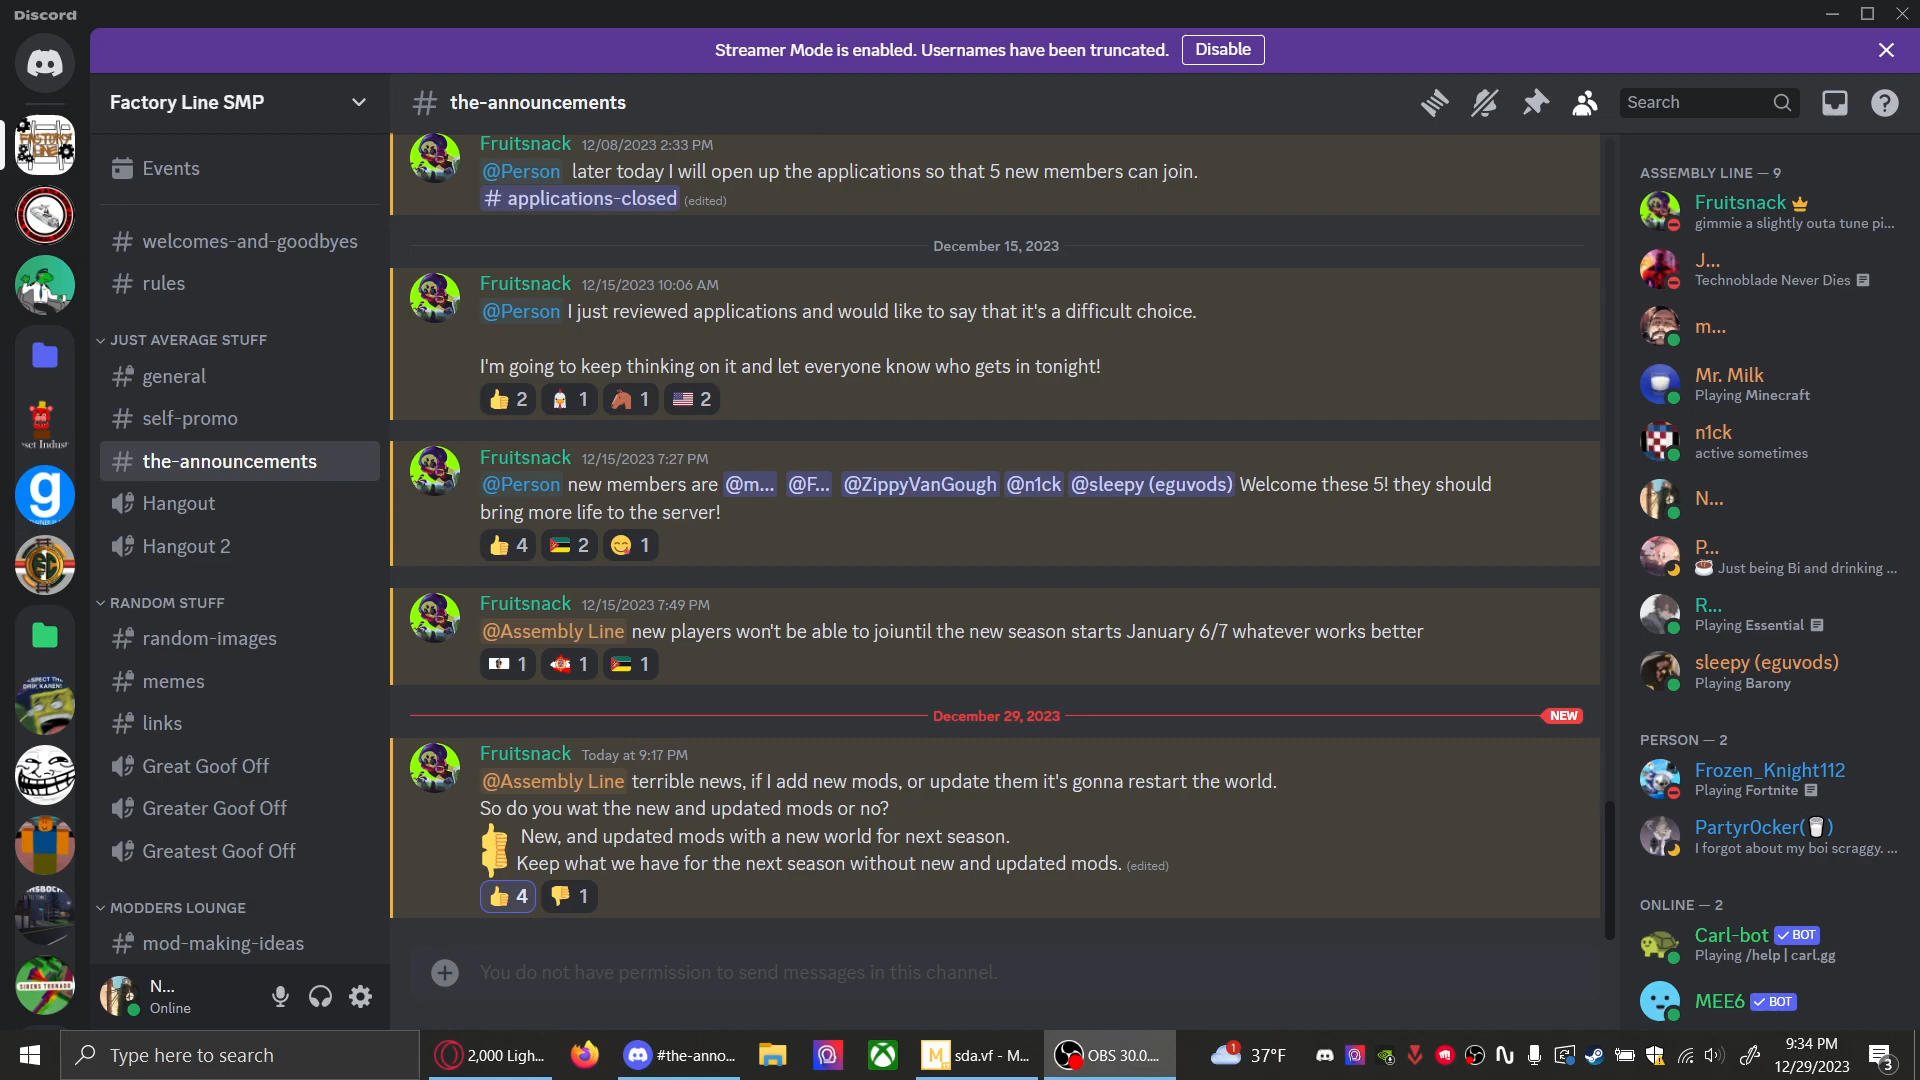 Discord
Streamer Mode is enabled. Usernames have been truncated.
Disable
Factory Line SMP
the-announcements
Search
Events
welcomes-and-goodbyes
rules
JUST AVERAGE STUFF
general
self-promo
the-announcements
Hangout
Hangout 2
RANDOM STUFF
random-images
memes
links
Great Goof Off
Greater Goof Off
Greatest Goof Off
MODDERS LOUNGE
mod-making-ideas
N...
Online
Fruitsnack 12/08/2023 2:33 PM
@Person later today I will open up the applications so that 5 new members can join.
# applications-closed (edited)
December 15, 2023
Fruitsnack 12/15/2023 10:06 AM
@Person I just reviewed applications and would like to say that it's a difficult choice.
I'm going to keep thinking on it and let everyone know who gets in tonight!
2 1 1 2
Fruitsnack 12/15/2023 7:27 PM
@Person new members are @m... @F... @ZippyVanGough @n1ck @sleepy (eguvods) Welcome these 5! they should
bring more life to the server!
4 2 1
Fruitsnack 12/15/2023 7:49 PM
@Assembly Line new players won't be able to joiuntil the new season starts January 6/7 whatever works better
1 1 1
December 29, 2023 NEW
Fruitsnack Today at 9:17 PM
@Assembly Line terrible news, if I add new mods, or update them it's gonna restart the world.
So do you wat the new and updated mods or no?
New, and updated mods with a new world for next season.
Keep what we have for the next season without new and updated mods. (edited)
4 1
You do not have permission to send messages in this channel.
ASSEMBLY LINE — 9
Fruitsnack
gimmie a slightly outa tune pi...
J...
Technoblade Never Dies
m...
Mr. Milk
Playing Minecraft
n1ck
active sometimes
N...
P...
Just being Bi and drinking ...
R...
Playing Essential
sleepy (eguvods)
Playing Barony
PERSON — 2
Frozen_Knight112
Playing Fortnite
Partyr0cker( )
I forgot about my boi scraggy. ...
ONLINE — 2
Carl-bot BOT
Playing /help | carl.gg
MEE6 BOT
Type here to search
2,000 Ligh...
#the-anno...
sda.vf - M...
OBS 30.0....
1
37°F
9:34 PM
12/29/2023
3